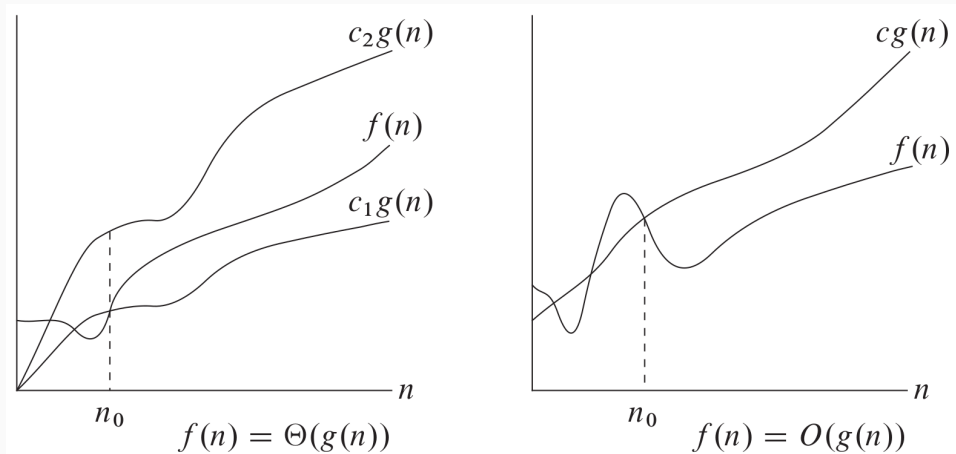 c₂g(n)
f(n)
c₁g(n)
n
n₀
f(n) = Θ(g(n))
cg(n)
f(n)
n
n₀
f(n) = O(g(n))